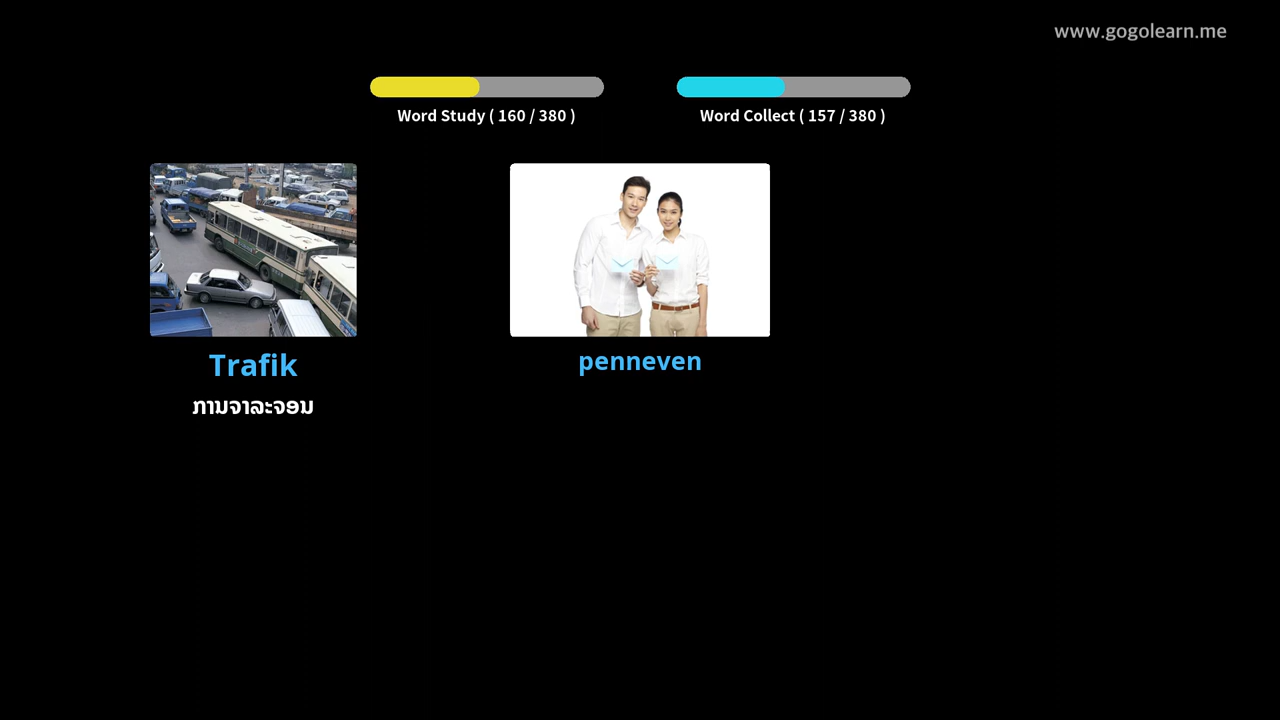 www.gogolearn.me
Word Study ( 160 / 380 )
Word Collect ( 157 / 380 )
Trafik
ການຈາລະຈອນ
penneven